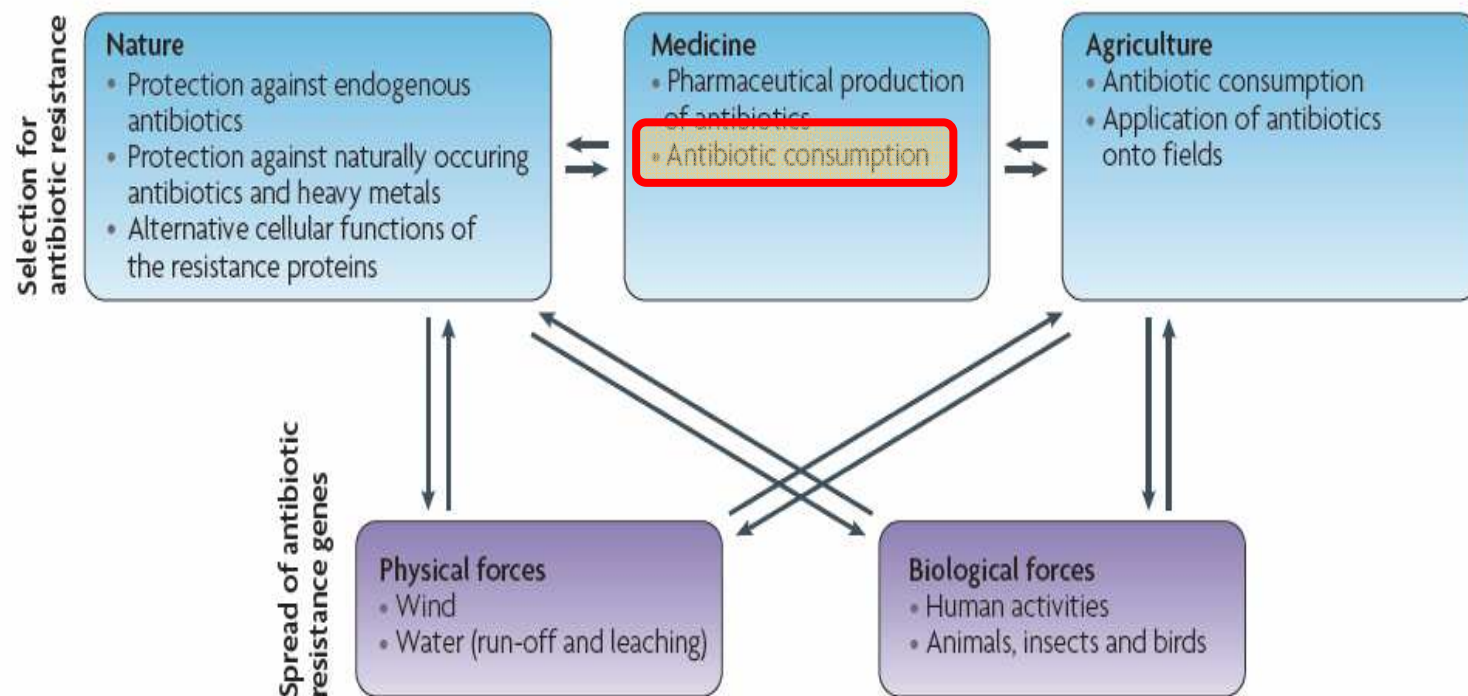 Selection for
antibiotic resistance
Nature
• Protection against endogenous
antibiotics
• Protection against naturally occuring
antibiotics and heavy metals
• Alternative cellular functions of
the resistance proteins
Medicine
• Pharmaceutical production
of antibiotics
• Antibiotic consumption
Agriculture
• Antibiotic consumption
• Application of antibiotics
onto fields
Spread of antibiotic
resistance genes
Physical forces
• Wind
• Water (run-off and leaching)
Biological forces
• Human activities
• Animals, insects and birds